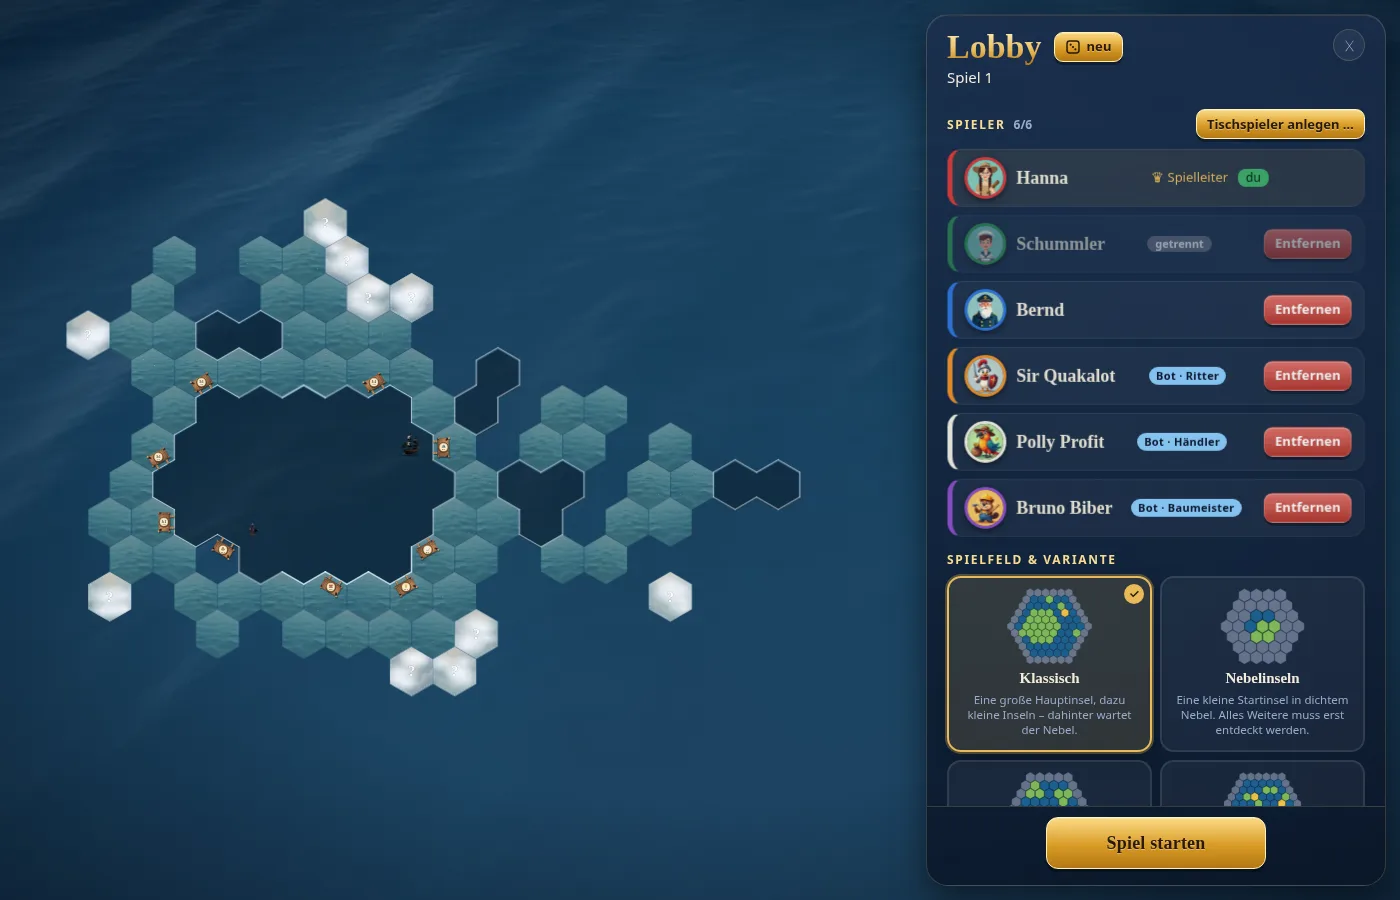 Lobby
neu
X
Spiel 1
SPIELER 6/6
Tischspieler anlegen ...
Hanna
Spielleiter
du
Schummler
getrennt
Entfernen
Bernd
Entfernen
Sir Quakalot
Bot · Ritter
Entfernen
Polly Profit
Bot · Händler
Entfernen
Bruno Biber
Bot · Baumeister
Entfernen
SPIELFELD & VARIANTE
Klassisch
Eine große Hauptinsel, dazu
kleine Inseln – dahinter wartet
der Nebel.
Nebelinseln
Eine kleine Startinsel in dichtem
Nebel. Alles Weitere muss erst
entdeckt werden.
Spiel starten